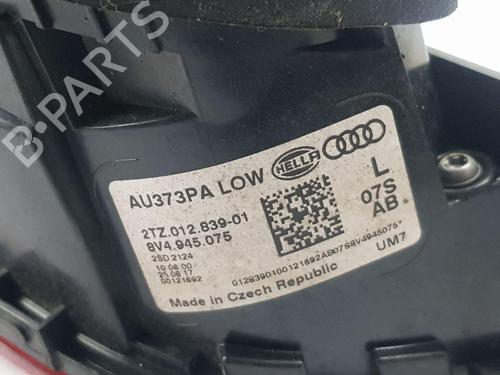 B-PARTS
AU373PA LOW
HELLA
L
2TZ.012.839-01
8V4.945.075
07S
AB
2SD 2124
10:06:00
25.08.17
00121692
0128390100121692AB07S8V4945075*
UM7
Made in Czech Republic